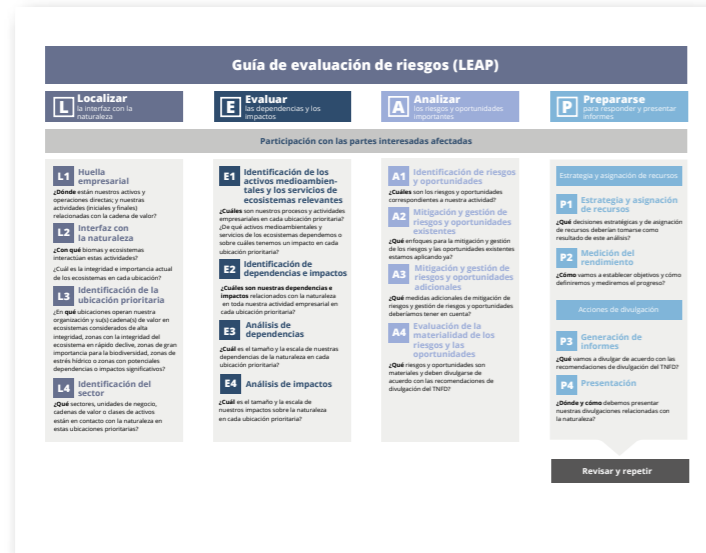 Guía de evaluación de riesgos (LEAP)
L
Localizar
la interfaz con la
naturaleza
E
Evaluar
las dependencias y los
impactos
A
Analizar
los riesgos y oportunidades
importantes
P
Prepararse
para responder y presentar
informes
Participación con las partes interesadas afectadas
L1
Huella
empresarial
¿Dónde están nuestros activos y
operaciones directas; y nuestras
actividades (iniciales y finales)
relacionadas con la cadena de valor?
L2
Interfaz con
la naturaleza
¿Con qué biomas y ecosistemas
interactúan estas actividades?
¿Cuál es la integridad e importancia actual
de los ecosistemas en cada ubicación?
L3
Identificación de la
ubicación prioritaria
¿En qué ubicaciones operan nuestra
organización y su(s) cadena(s) de valor en
ecosistemas considerados de alta
integridad, zonas con la integridad del
ecosistema en rápido declive, zonas de gran
importancia para la biodiversidad, zonas de
estrés hídrico o zonas con potenciales
dependencias o impactos significativos?
L4
Identificación del
sector
¿Qué sectores, unidades de negocio,
cadenas de valor o clases de activos
están en contacto con la naturaleza en
estas ubicaciones prioritarias?
E1
Identificación de los
activos medioambien-
tales y los servicios de
ecosistemas relevantes
¿Cuáles son nuestros procesos y actividades
empresariales en cada ubicación prioritaria?
¿De qué activos medioambientales y
servicios de los ecosistemas dependemos o
sobre cuáles tenemos un impacto en cada
ubicación prioritaria?
E2
Identificación de
dependencias e impactos
¿Cuáles son nuestras dependencias e
impactos relacionados con la naturaleza
en toda nuestra actividad empresarial en
cada ubicación prioritaria?
E3
Análisis de
dependencias
¿Cuál es el tamaño y la escala de nuestras
dependencias de la naturaleza en cada
ubicación prioritaria?
E4
Análisis de impactos
¿Cuál es el tamaño y la escala de
nuestros impactos sobre la naturaleza
en cada ubicación prioritaria?
A1
Identificación de riesgos
y oportunidades
¿Cuáles son los riesgos y oportunidades
correspondientes a nuestra actividad?
A2
Mitigación y gestión de
riesgos y oportunidades
existentes
¿Qué enfoques para la mitigación y gestión
de los riesgos y las oportunidades existentes
estamos aplicando ya?
A3
Mitigación y gestión de
riesgos y oportunidades
adicionales
¿Qué medidas adicionales de mitigación de
riesgos y gestión de riesgos y oportunidades
deberíamos tener en cuenta?
A4
Evaluación de la
materialidad de los
riesgos y las
oportunidades
¿Qué riesgos y oportunidades son
materiales y deben divulgarse de
acuerdo con las recomendaciones de
divulgación del TNFD?
Estrategia y asignación de recursos
P1
Estrategia y asignación
de recursos
¿Qué decisiones estratégicas y de asignación
de recursos deberían tomarse como
resultado de este análisis?
P2
Medición del
rendimiento
¿Cómo vamos a establecer objetivos y cómo
definiremos y mediremos el progreso?
Acciones de divulgación
P3
Generación de
informes
¿Qué vamos a divulgar de acuerdo con las
recomendaciones de divulgación del TNFD?
P4
Presentación
¿Dónde y cómo debemos presentar
nuestras divulgaciones relacionadas con
la naturaleza?
Revisar y repetir